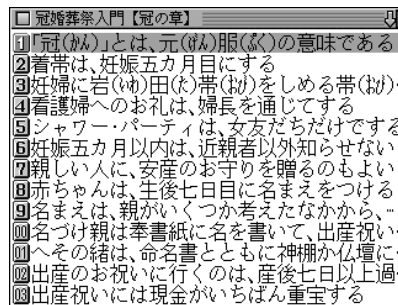 冠婚葬祭入門【冠の章】
1「冠(かん)」とは、元(げん)服(ぷく)の意味である
2着帯は、妊娠五カ月目にする
3妊婦に岩(いわ)田(た)帯(おび)をしめる帯(おび)
4看護婦へのお礼は、婦長を通じてする
5シャワー・パーティは、女友だちだけでする
6妊娠五カ月以内は、近親者以外知らせない
7親しい人に、安産のお守りを贈るのもよい
8赤ちゃんは、生後七日目に名まえをつける
9名まえは、親がいくつか考えたなかから、…
00名づけ親は奉書紙に名を書いて、出産祝い
01へその緒は、命名書とともに神棚か仏壇に
02出産のお祝いに行くのは、産後七日以上過
03出産祝いには現金がいちばん重宝する